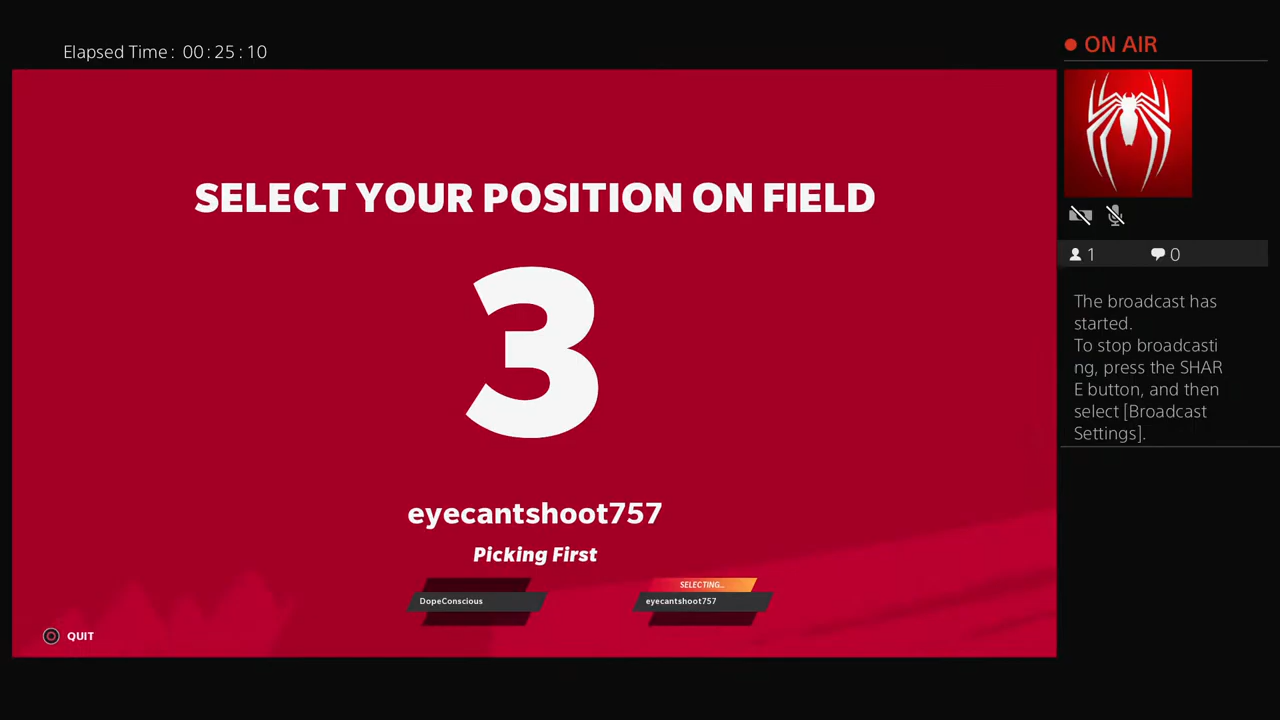 Elapsed Time: 00:25:10
ON AIR
SELECT YOUR POSITION ON FIELD
3
eyecantshoot757
Picking First
SELECTING..
DopeConscious
eyecantshoot757
QUIT
1
0
The broadcast has
started.
To stop broadcasti
ng, press the SHAR
E button, and then
select [Broadcast
Settings].